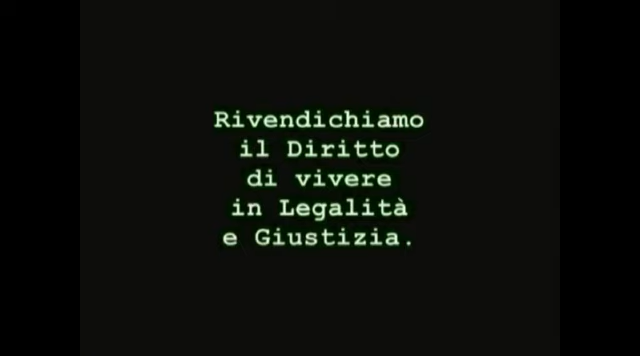 Rivendichiamo
il Diritto
di vivere
in Legalità
e Giustizia.